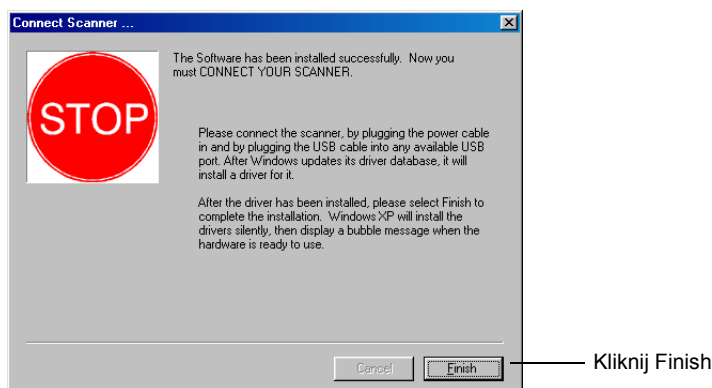 Connect Scanner ...
STOP
The Software has been installed successfully. Now you
must CONNECT YOUR SCANNER.
Please connect the scanner, by plugging the power cable
in and by plugging the USB cable into any available USB
port. After Windows updates its driver database, it will
install a driver for it.
After the driver has been installed, please select Finish to
complete the installation. Windows XP will install the
drivers silently, then display a bubble message when the
hardware is ready to use.
Cancel Finish Kliknij Finish